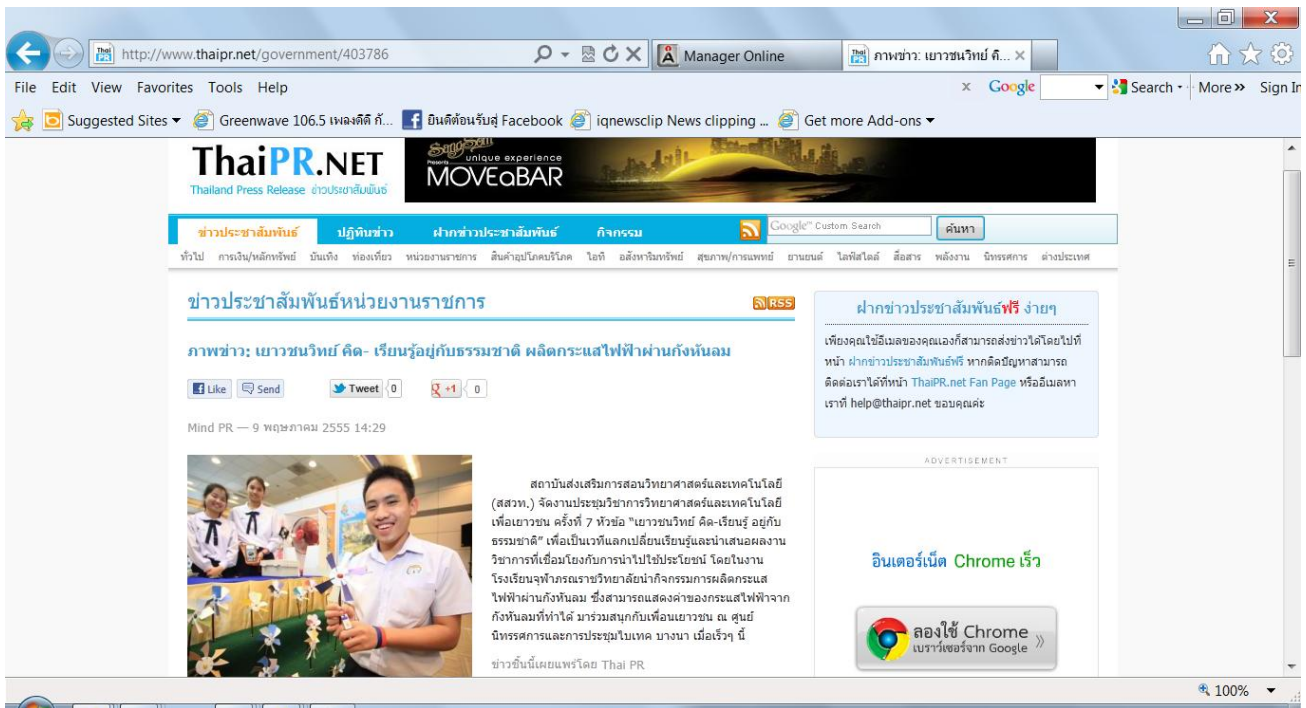 http://www.thaipr.net/government/403786
Manager Online
ภาพข่าว: เยาวชนวิทย์ คิ...
File Edit View Favorites Tools Help
x Google Search More >> Sign In
Suggested Sites Greenwave 106.5 เพลงดีดี กั... ยินดีต้อนรับสู่ Facebook iqnewsclip News clipping ... Get more Add-ons
ThaiPR.NET
Thailand Press Release ข่าวประชาสัมพันธ์
Presents unique experience
MOVEaBAR
ข่าวประชาสัมพันธ์ ปฏิทินข่าว ฝากข่าวประชาสัมพันธ์ กิจกรรม Google™ Custom Search ค้นหา
ทั่วไป การเงิน/หลักทรัพย์ บันเทิง ท่องเที่ยว หน่วยงานราชการ สินค้าอุปโภคบริโภค ไอที อสังหาริมทรัพย์ สุขภาพ/การแพทย์ ยานยนต์ ไลฟ์สไตล์ สื่อสาร พลังงาน นิทรรศการ ต่างประเทศ
ข่าวประชาสัมพันธ์หน่วยงานราชการ
RSS
ภาพข่าว: เยาวชนวิทย์ คิด- เรียนรู้อยู่กับธรรมชาติ ผลิตกระแสไฟฟ้าผ่านกังหันลม
Like Send Tweet 0 +1 0
Mind PR — 9 พฤษภาคม 2555 14:29
สถาบันส่งเสริมการสอนวิทยาศาสตร์และเทคโนโลยี
(สสวท.) จัดงานประชุมวิชาการวิทยาศาสตร์และเทคโนโลยี
เพื่อเยาวชน ครั้งที่ 7 หัวข้อ "เยาวชนวิทย์ คิด-เรียนรู้ อยู่กับ
ธรรมชาติ" เพื่อเป็นเวทีแลกเปลี่ยนเรียนรู้และนำเสนอผลงาน
วิชาการที่เชื่อมโยงกับการนำไปใช้ประโยชน์ โดยในงาน
โรงเรียนจุฬาภรณราชวิทยาลัยนำกิจกรรมการผลิตกระแส
ไฟฟ้าผ่านกังหันลม ซึ่งสามารถแสดงค่าของกระแสไฟฟ้าจาก
กังหันลมที่ทำได้ มาร่วมสนุกกับเพื่อนเยาวชน ณ ศูนย์
นิทรรศการและการประชุมไบเทค บางนา เมื่อเร็วๆ นี้
ข่าวชิ้นนี้เผยแพร่โดย Thai PR
ฝากข่าวประชาสัมพันธ์ฟรี ง่ายๆ
เพียงคุณใช้อีเมลของคุณเองก็สามารถส่งข่าวได้โดยไปที่
หน้า ฝากข่าวประชาสัมพันธ์ฟรี หากติดปัญหาสามารถ
ติดต่อเราได้ที่หน้า ThaiPR.net Fan Page หรืออีเมลหา
เราที่ help@thaipr.net ขอบคุณค่ะ
ADVERTISEMENT
อินเตอร์เน็ต Chrome เร็ว
ลองใช้ Chrome
เบราว์เซอร์จาก Google
100%